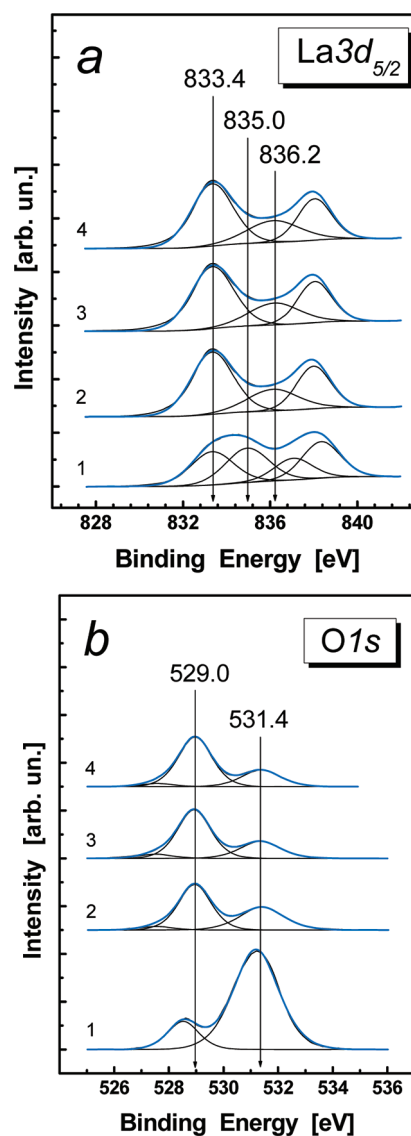 a
La3d5/2
833.4
835.0
836.2
4
3
2
1
Intensity [arb. un.]
828 832 836 840
Binding Energy [eV]
b
O1s
529.0
531.4
4
3
2
1
Intensity [arb. un.]
526 528 530 532 534 536
Binding Energy [eV]